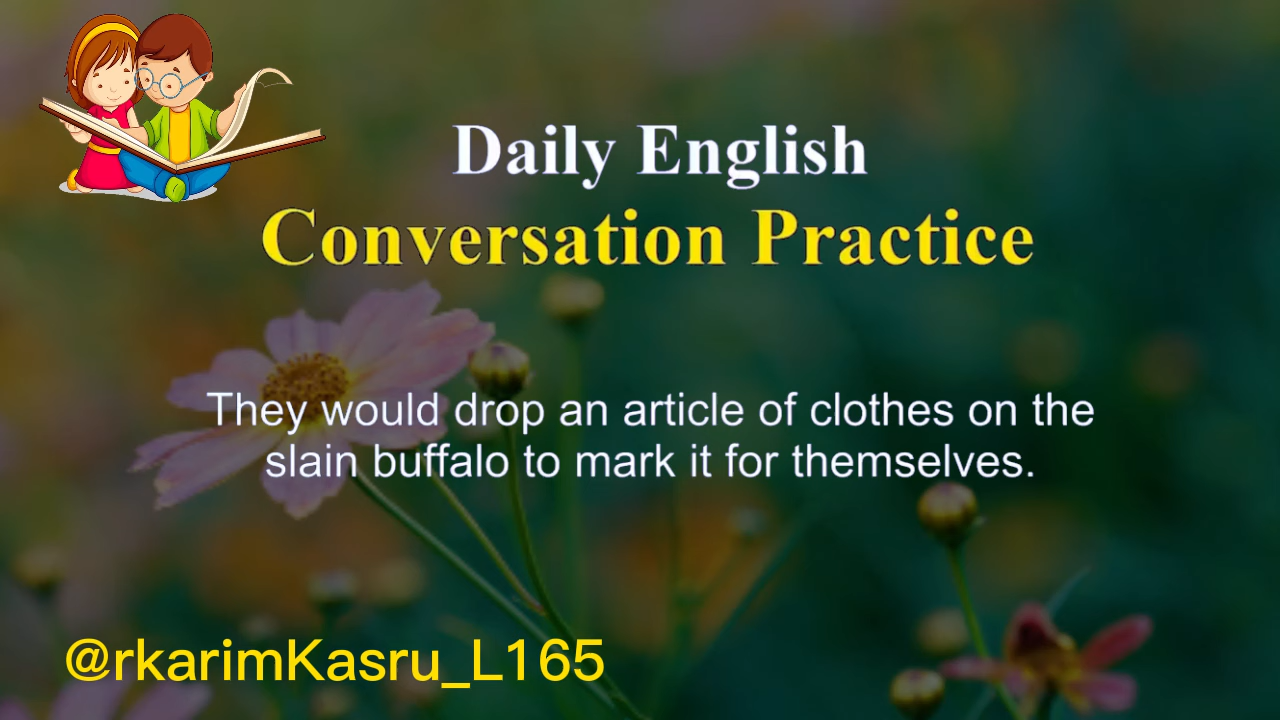 Daily English
Conversation Practice
They would drop an article of clothes on the
slain buffalo to mark it for themselves.
@rkarimKasru_L165